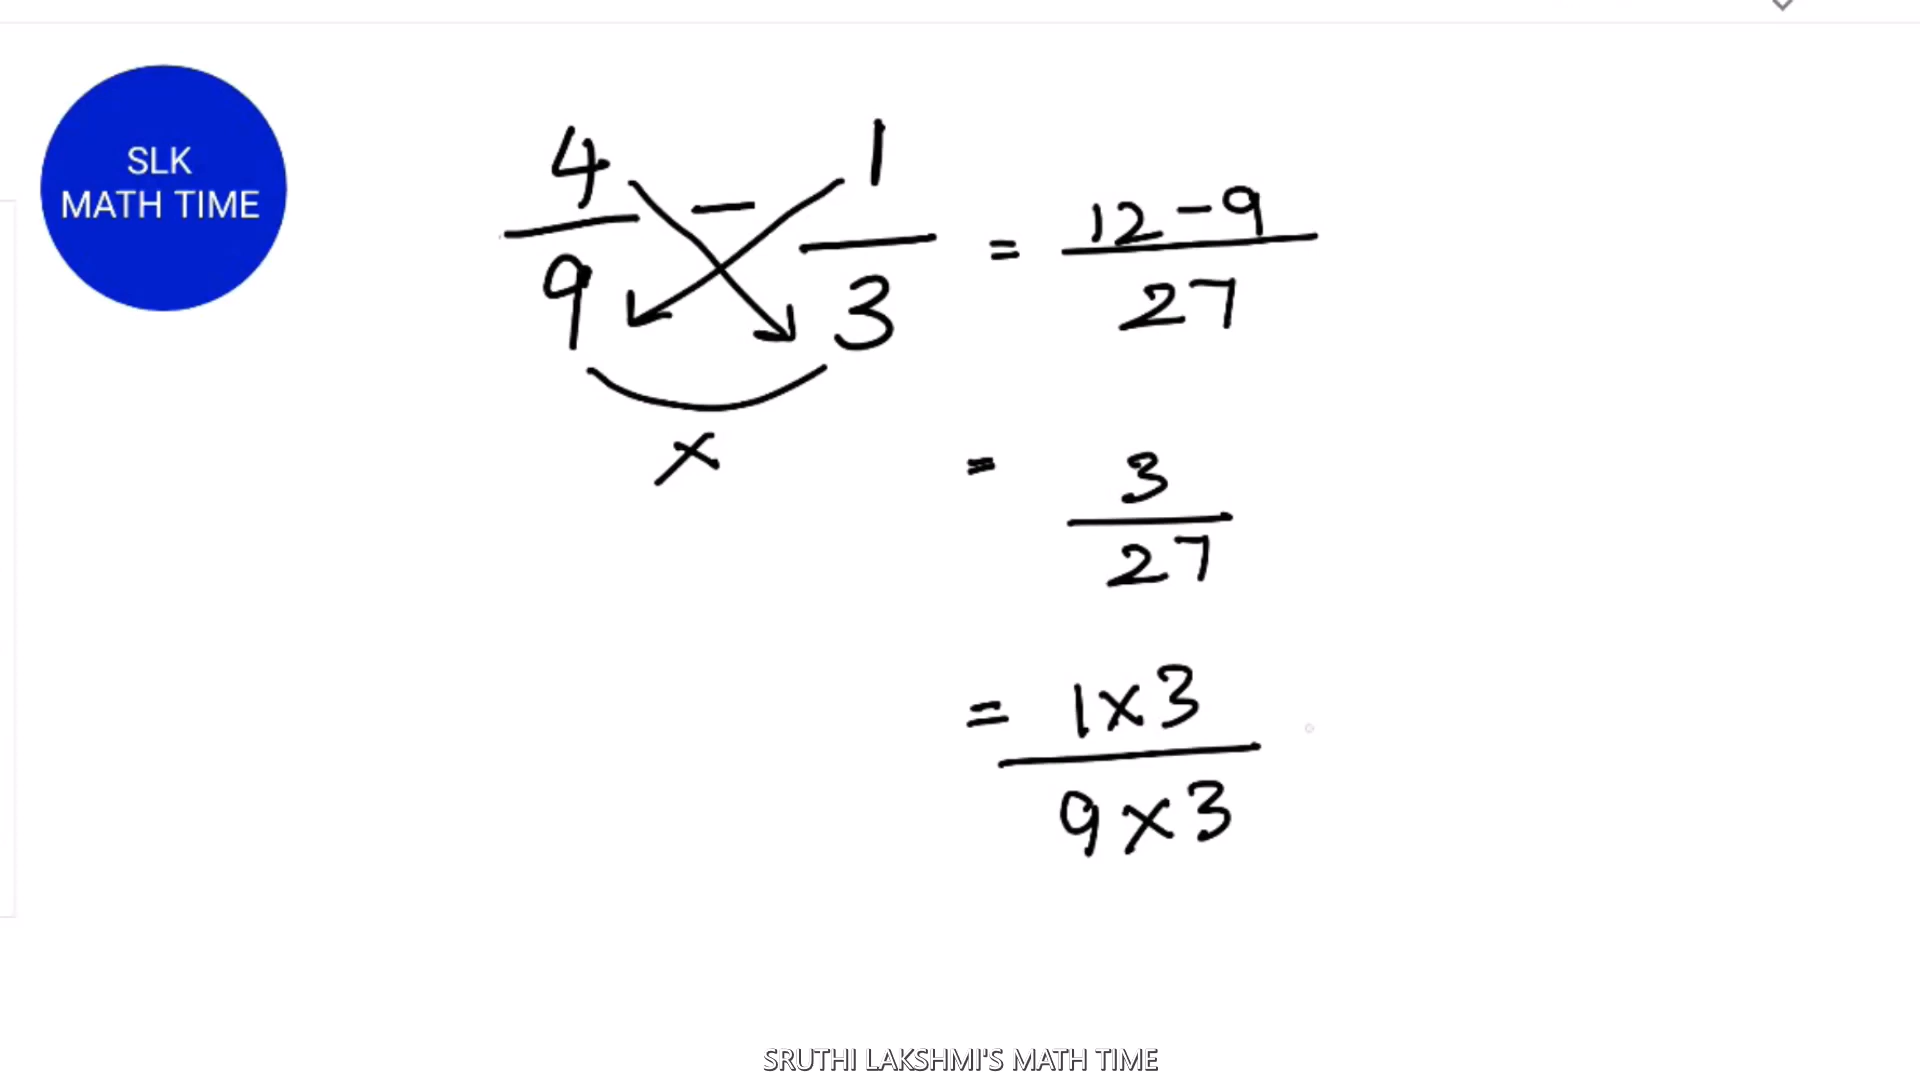 SLK
MATH TIME
4/9 - 1/3 = 12-9/27
×
= 3/27
= 1×3/9×3
SRUTHI LAKSHMI'S MATH TIME